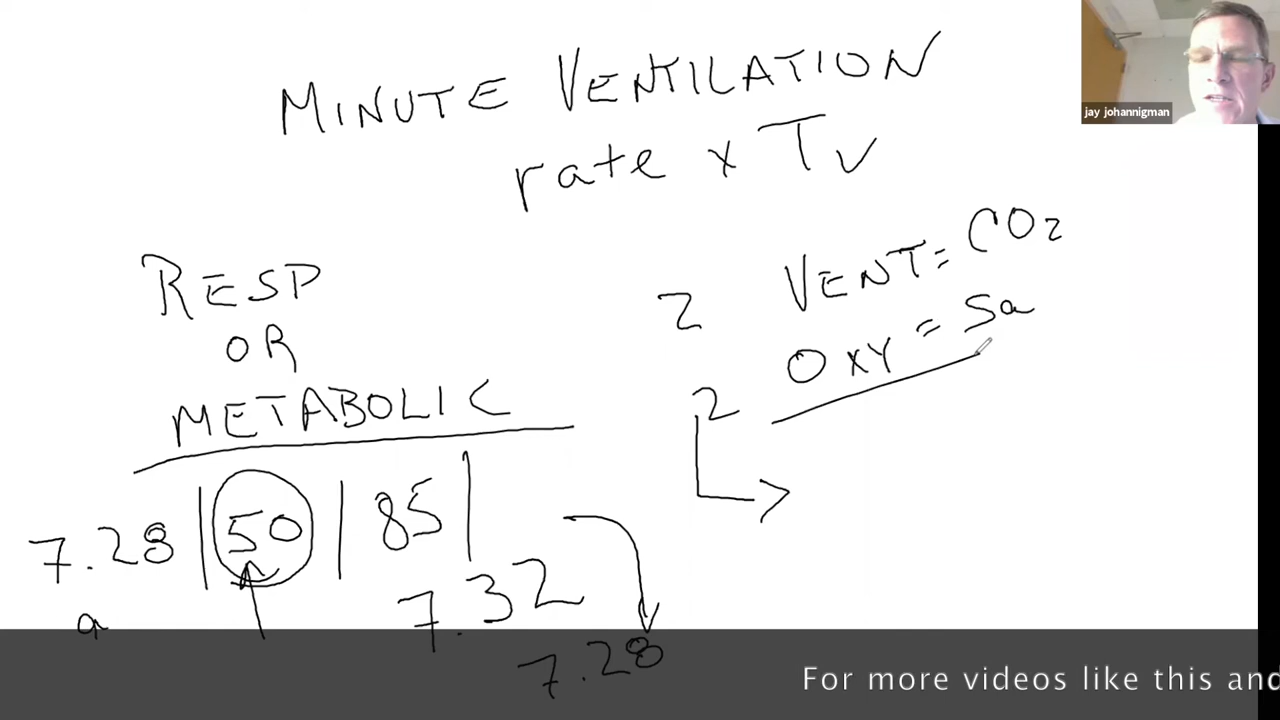 MINUTE VENTILATION
rate x Tv
jay johannigman
RESP
OR
METABOLIC
2 VENT = CO2
OXY = Sa
2
7.28 | 50 | 85 |
a
7.32
7.28
For more videos like this and